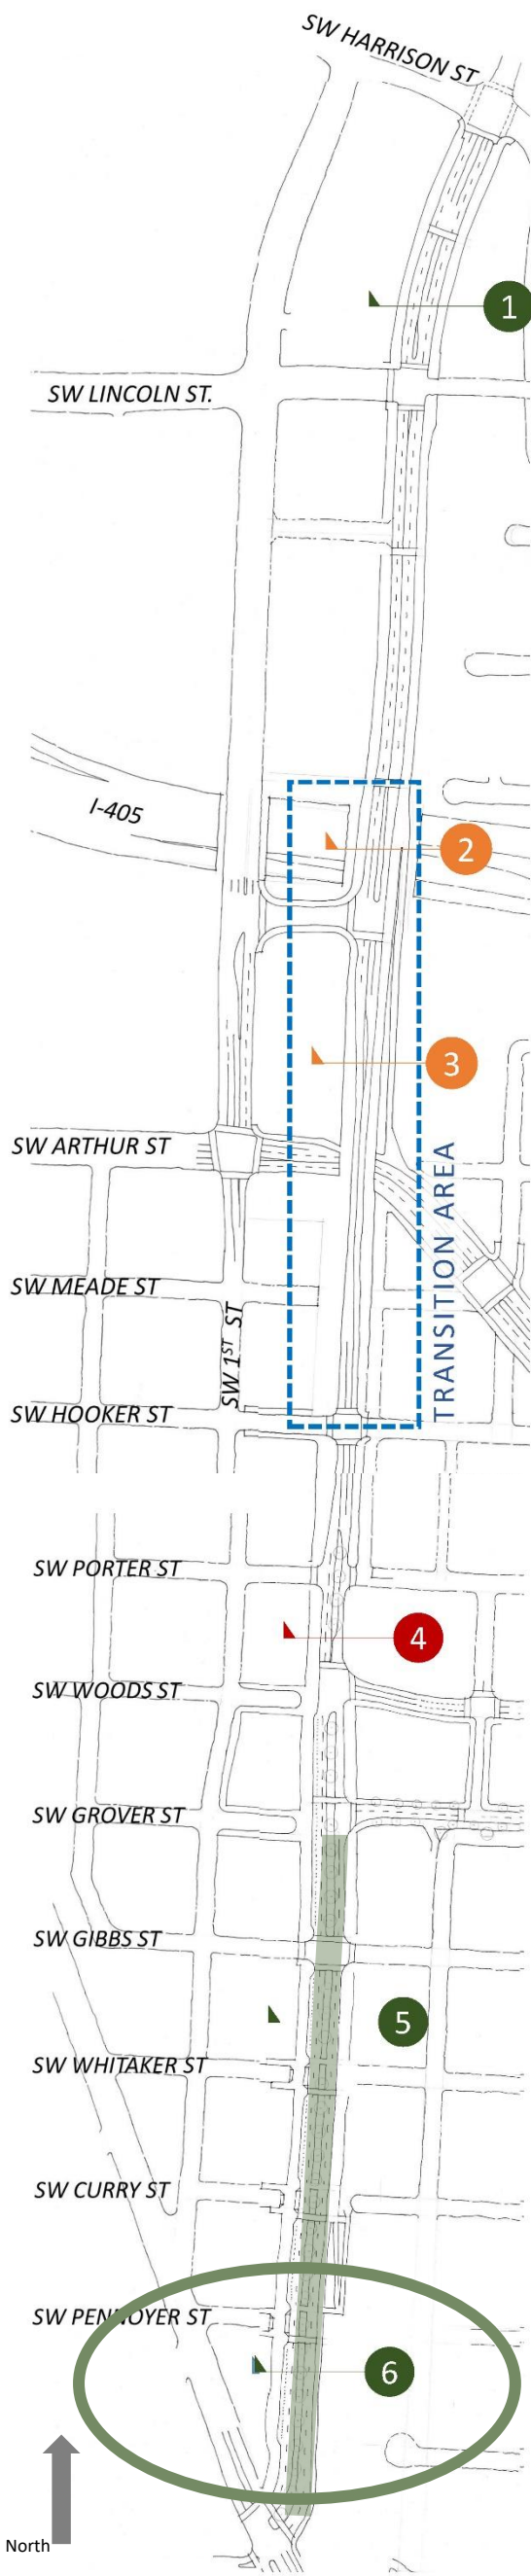 SW HARRISON ST
1
SW LINCOLN ST.
I-405
2
3
SW ARTHUR ST
TRANSITION AREA
SW MEADE ST
SW 1ST ST
SW HOOKER ST
SW PORTER ST
4
SW WOODS ST
SW GROVER ST
SW GIBBS ST
5
SW WHITAKER ST
SW CURRY ST
SW PENNOYER ST
6
North